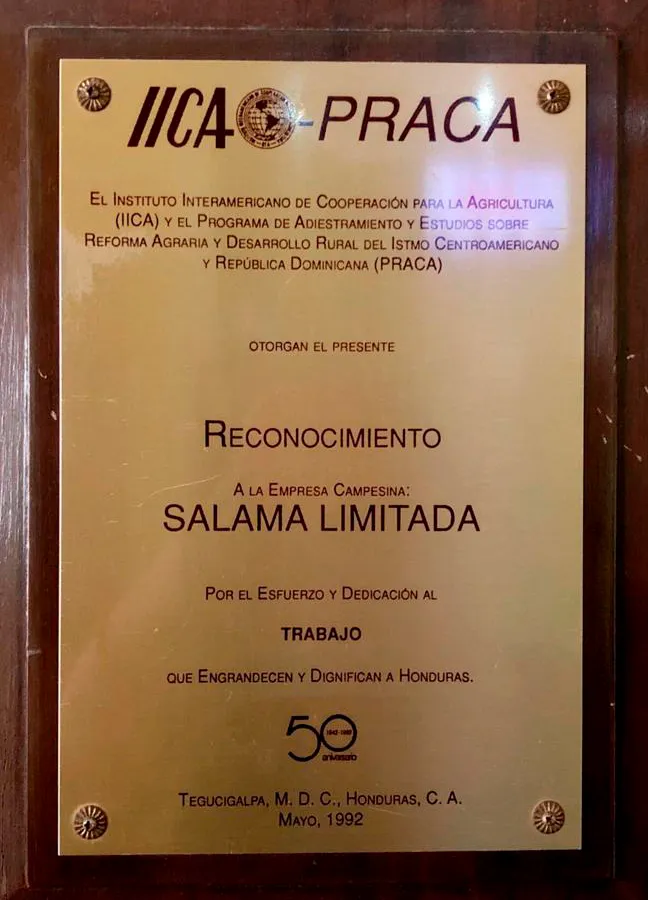 IICA-PRACA
EL INSTITUTO INTERAMERICANO DE COOPERACIÓN PARA LA AGRICULTURA
(IICA) Y EL PROGRAMA DE ADIESTRAMIENTO Y ESTUDIOS SOBRE
REFORMA AGRARIA Y DESARROLLO RURAL DEL ISTMO CENTROAMERICANO
Y REPÚBLICA DOMINICANA (PRACA)
OTORGAN EL PRESENTE
RECONOCIMIENTO
A LA EMPRESA CAMPESINA:
SALAMA LIMITADA
POR EL ESFUERZO Y DEDICACIÓN AL
TRABAJO
QUE ENGRANDECEN Y DIGNIFICAN A HONDURAS.
50
aniversario
TEGUCIGALPA, M. D. C., HONDURAS, C. A.
MAYO, 1992